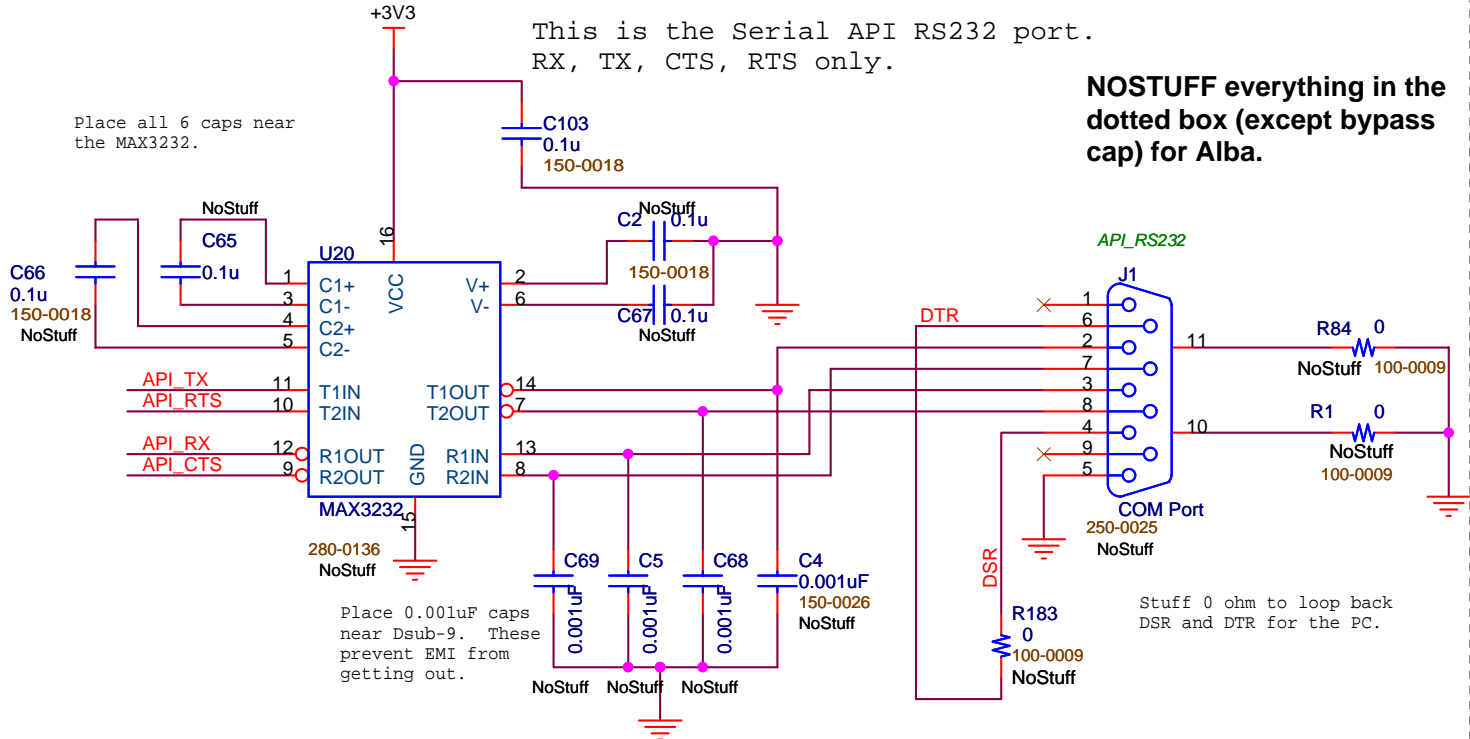 +3V3
This is the Serial API RS232 port.
RX, TX, CTS, RTS only.
NOSTUFF everything in the
dotted box (except bypass
cap) for Alba.
Place all 6 caps near
the MAX3232.
C103
0.1u
150-0018
NoStuff
C65
0.1u
C66
0.1u
150-0018
NoStuff
NoStuff
C2
0.1u
150-0018
C67
0.1u
NoStuff
U20
16
VCC
1
C1+
3
C1-
4
C2+
5
C2-
2
V+
6
V-
API_TX
11
T1IN
API_RTS
10
T2IN
API_RX
12
R1OUT
API_CTS
9
R2OUT
T1OUT
14
T2OUT
7
R1IN
13
R2IN
8
GND
15
MAX3232
280-0136
NoStuff
API_RS232
J1
DTR
1
6
2
7
3
8
4
9
5
11
10
COM Port
250-0025
NoStuff
R84
0
NoStuff
100-0009
R1
0
NoStuff
100-0009
C69
0.001uF
NoStuff
C5
0.001uF
NoStuff
C68
0.001uF
NoStuff
C4
0.001uF
150-0026
NoStuff
Place 0.001uF caps
near Dsub-9. These
prevent EMI from
getting out.
DSR
R183
0
100-0009
NoStuff
Stuff 0 ohm to loop back
DSR and DTR for the PC.